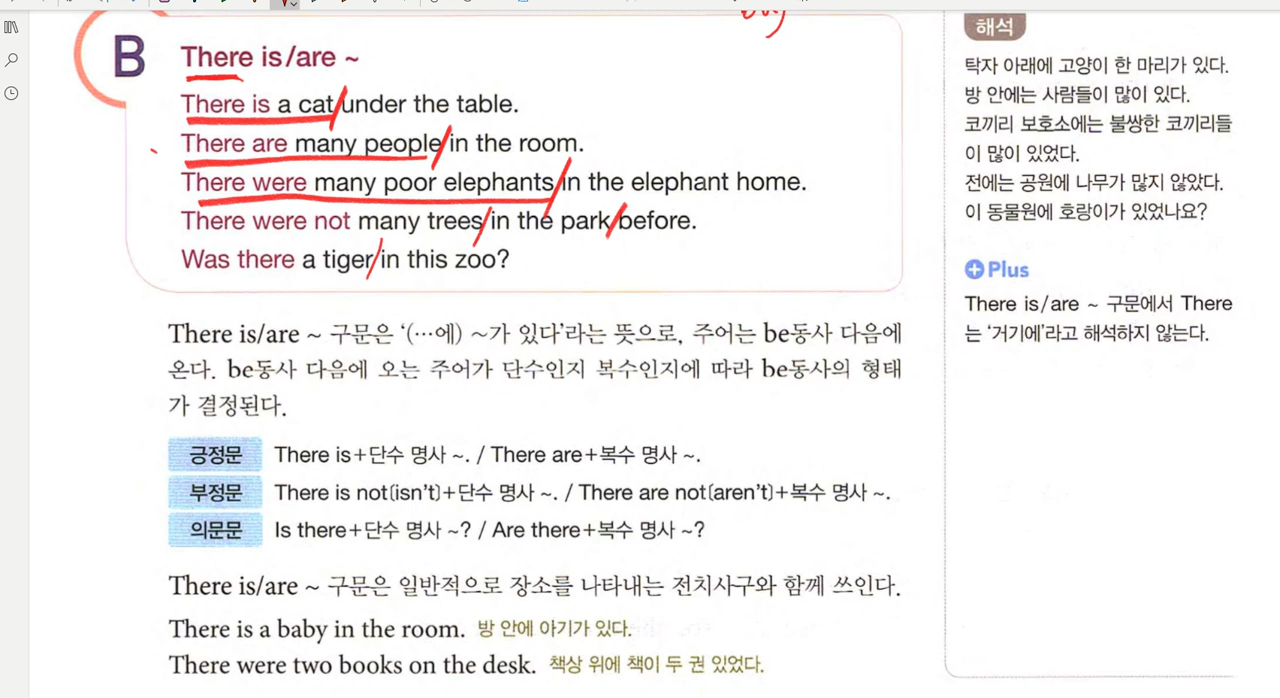 B
There is/are ~
There is a cat under the table.
There are many people in the room.
There were many poor elephants in the elephant home.
There were not many trees in the park before.
Was there a tiger in this zoo?
There is/are ~ 구문은 ‘(…에) ~가 있다’라는 뜻으로, 주어는 be동사 다음에
온다. be동사 다음에 오는 주어가 단수인지 복수인지에 따라 be동사의 형태
가 결정된다.
긍정문 There is+단수 명사 ~. / There are+복수 명사 ~.
부정문 There is not(isn’t)+단수 명사 ~. / There are not(aren’t)+복수 명사 ~.
의문문 Is there+단수 명사 ~? / Are there+복수 명사 ~?
There is/are ~ 구문은 일반적으로 장소를 나타내는 전치사구와 함께 쓰인다.
There is a baby in the room. 방 안에 아기가 있다.
There were two books on the desk. 책상 위에 책이 두 권 있었다.
해석
탁자 아래에 고양이 한 마리가 있다.
방 안에는 사람들이 많이 있다.
코끼리 보호소에는 불쌍한 코끼리들
이 많이 있었다.
전에는 공원에 나무가 많지 않았다.
이 동물원에 호랑이가 있었나요?
Plus
There is/are ~ 구문에서 There
는 ‘거기에’라고 해석하지 않는다.